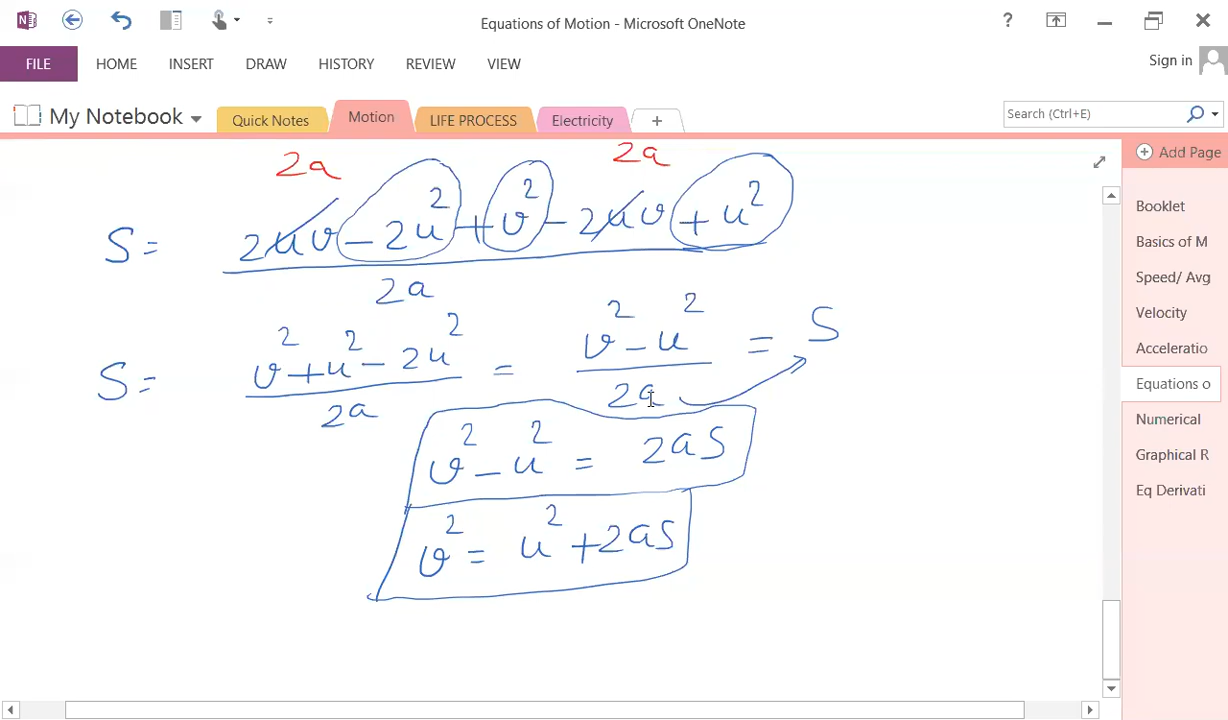 Equations of Motion - Microsoft OneNote
?
FILE HOME INSERT DRAW HISTORY REVIEW VIEW
Sign in
My Notebook
Quick Notes
Motion
LIFE PROCESS
Electricity
+
Search (Ctrl+E)
Add Page
Booklet
Basics of M
Speed/ Avg
Velocity
Acceleratio
Equations o
Numerical
Graphical R
Eq Derivati
2a 2a
S = 2uv - 2u² + v² - 2uv + u²
2a
S = v² + u² - 2u² = v² - u² = S
2a 2a
v² - u² = 2aS
v² = u² + 2aS